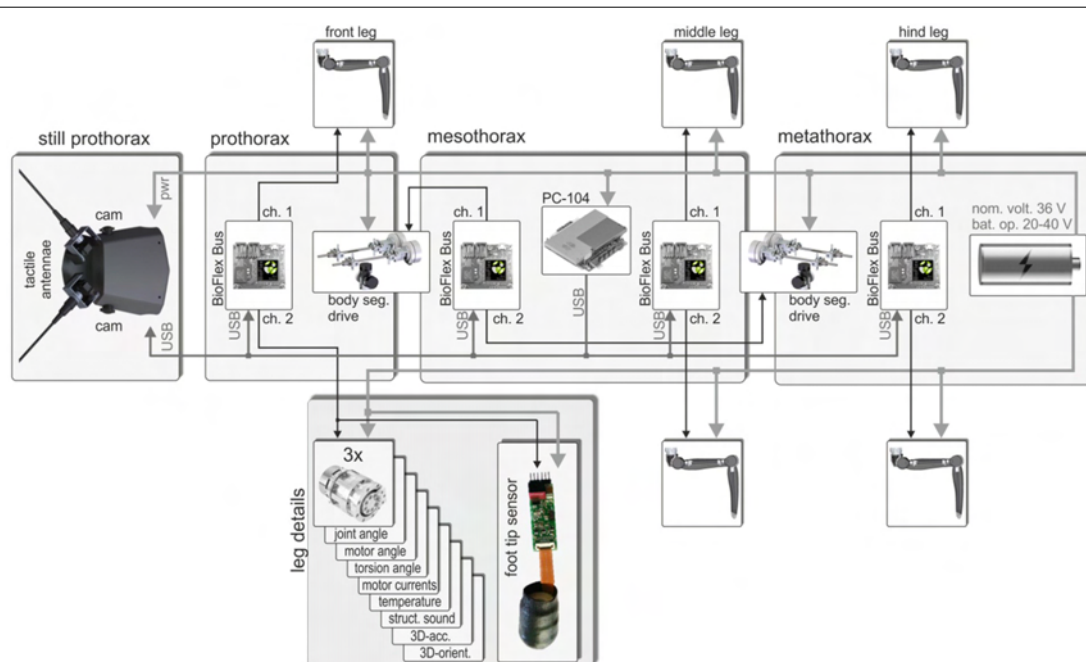 front leg
middle leg
hind leg
still prothorax
prothorax
mesothorax
metathorax
pwr
cam
tactile
antennae
cam
USB
ch. 1
BioFlex Bus
USB
ch. 2
body seg.
drive
ch. 1
BioFlex Bus
USB
ch. 2
PC-104
USB
ch. 1
BioFlex Bus
USB
ch. 2
body seg.
drive
ch. 1
BioFlex Bus
USB
ch. 2
nom. volt. 36 V
bat. op. 20-40 V
leg details
3x
joint angle
motor angle
torsion angle
motor currents
temperature
struct. sound
3D-acc.
3D-orient.
foot tip sensor